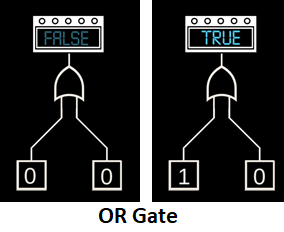 FALSE TRUE
0 0 1 0
OR Gate